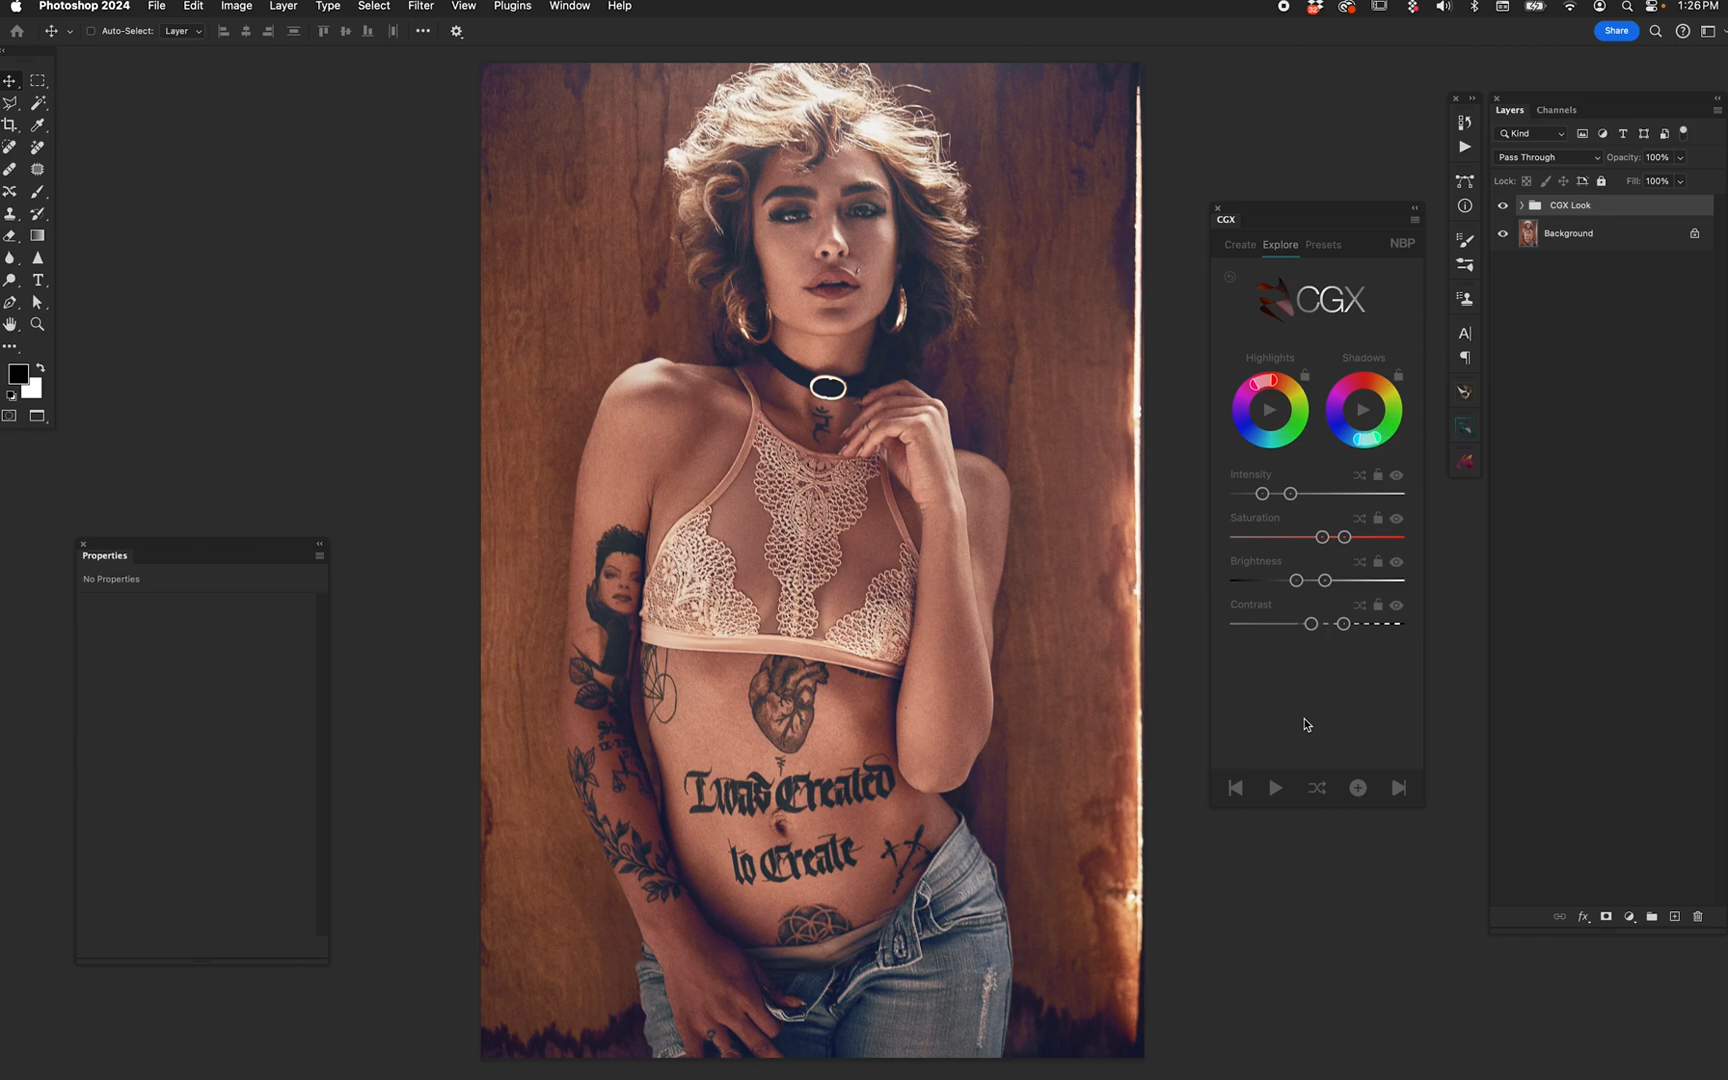 Photoshop 2024 File Edit Image Layer Type Select Filter View Plugins Window Help
1:26 PM
Auto-Select: Layer
Share
Layers Channels
Kind
Pass Through Opacity: 100%
Lock: Fill: 100%
CGX Look
Background
CGX
Create Explore Presets NBP
CGX
Highlights Shadows
Intensity
Saturation
Brightness
Contrast
Properties
No Properties
I was Created
to Create